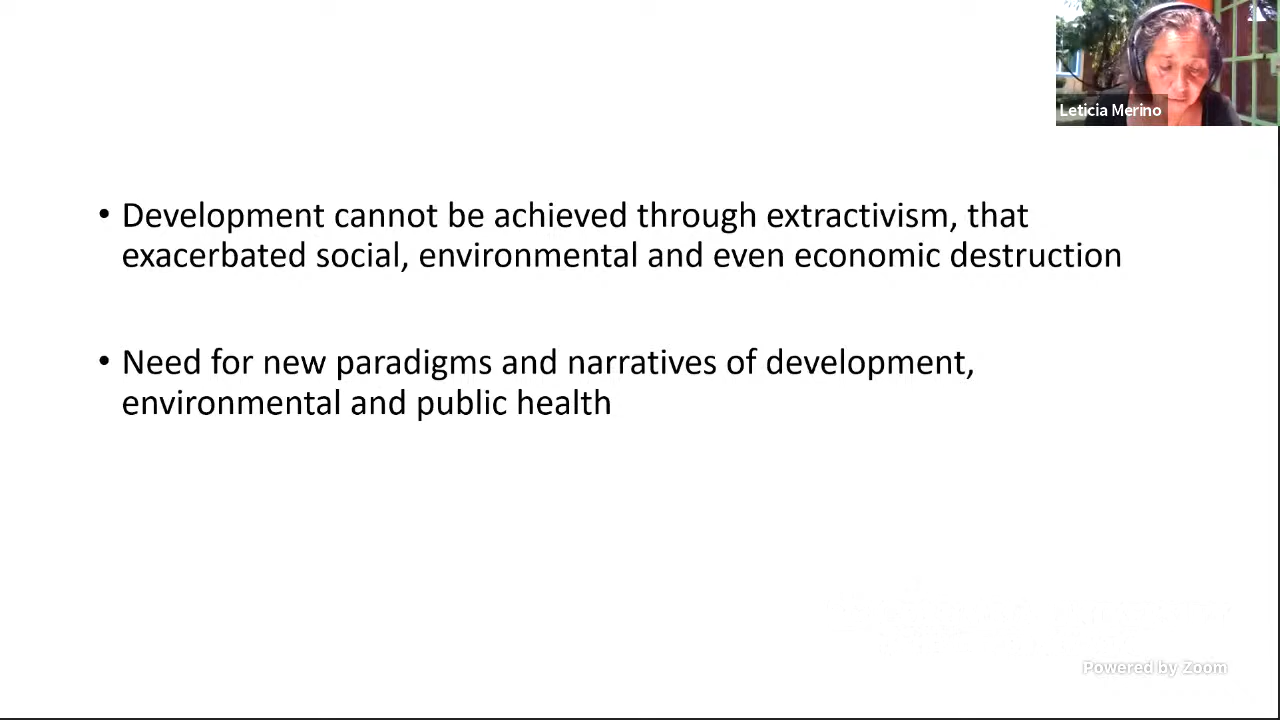 Leticia Merino
• Development cannot be achieved through extractivism, that
exacerbated social, environmental and even economic destruction
• Need for new paradigms and narratives of development,
environmental and public health
Powered by Zoom